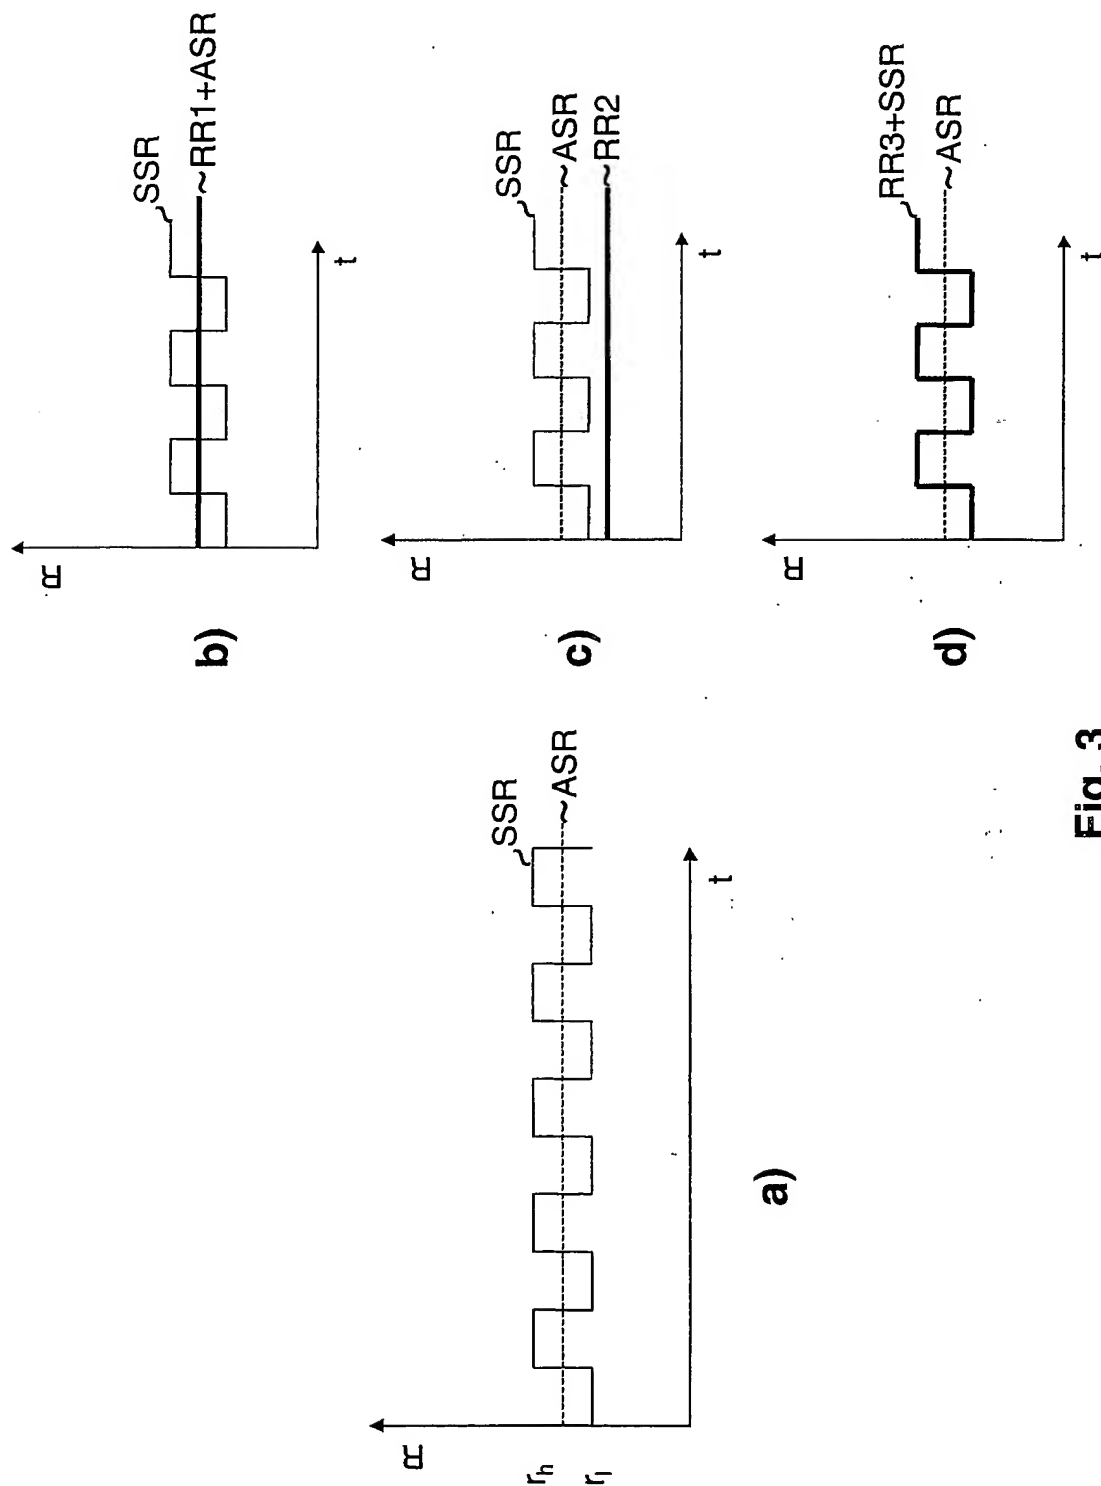 R
r_h
r_l
SSR
~ASR
t
a)
b)
R
SSR
~RR1+ASR
t
c)
R
SSR
~ASR
~RR2
t
d)
R
RR3+SSR
~ASR
t
Fig. 3